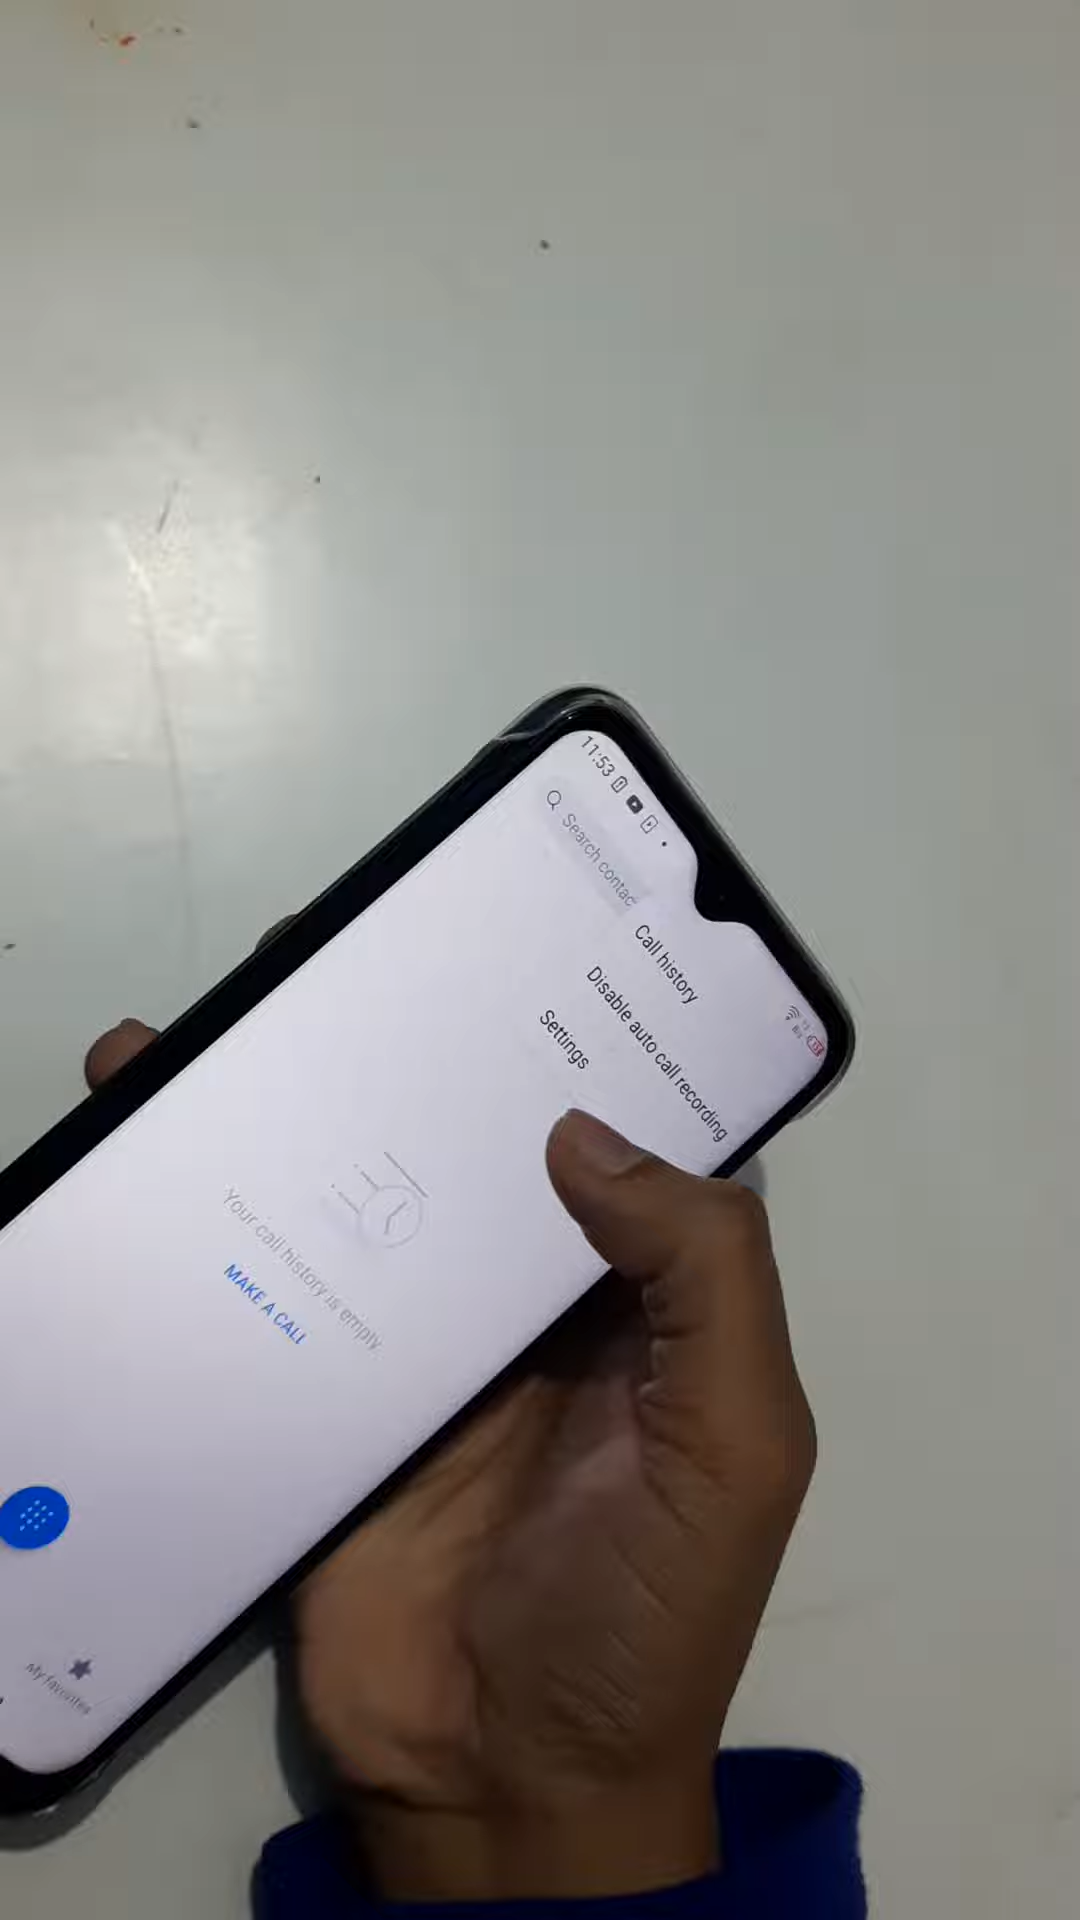 11:53
Search contac
Call history
Disable auto call recording
Settings
Your call history is empty.
MAKE A CALL
My favorites